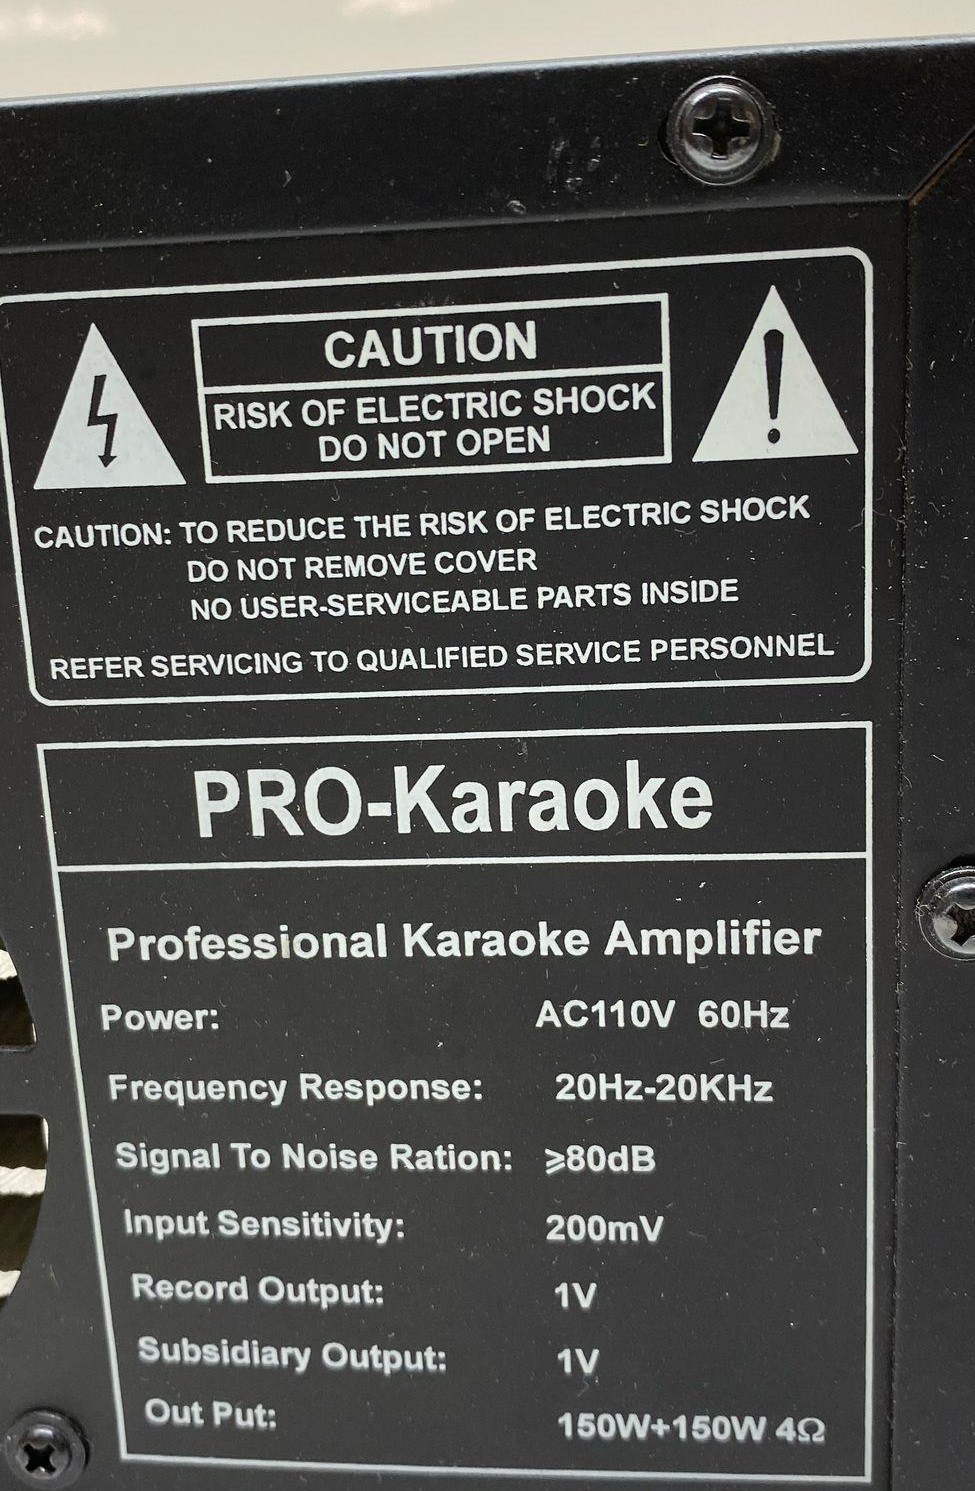 CAUTION
RISK OF ELECTRIC SHOCK
DO NOT OPEN
CAUTION: TO REDUCE THE RISK OF ELECTRIC SHOCK
DO NOT REMOVE COVER
NO USER-SERVICEABLE PARTS INSIDE
REFER SERVICING TO QUALIFIED SERVICE PERSONNEL
PRO-Karaoke
Professional Karaoke Amplifier
Power: AC110V 60Hz
Frequency Response: 20Hz-20KHz
Signal To Noise Ration: ⩾80dB
Input Sensitivity: 200mV
Record Output: 1V
Subsidiary Output: 1V
Out Put: 150W+150W 4Ω